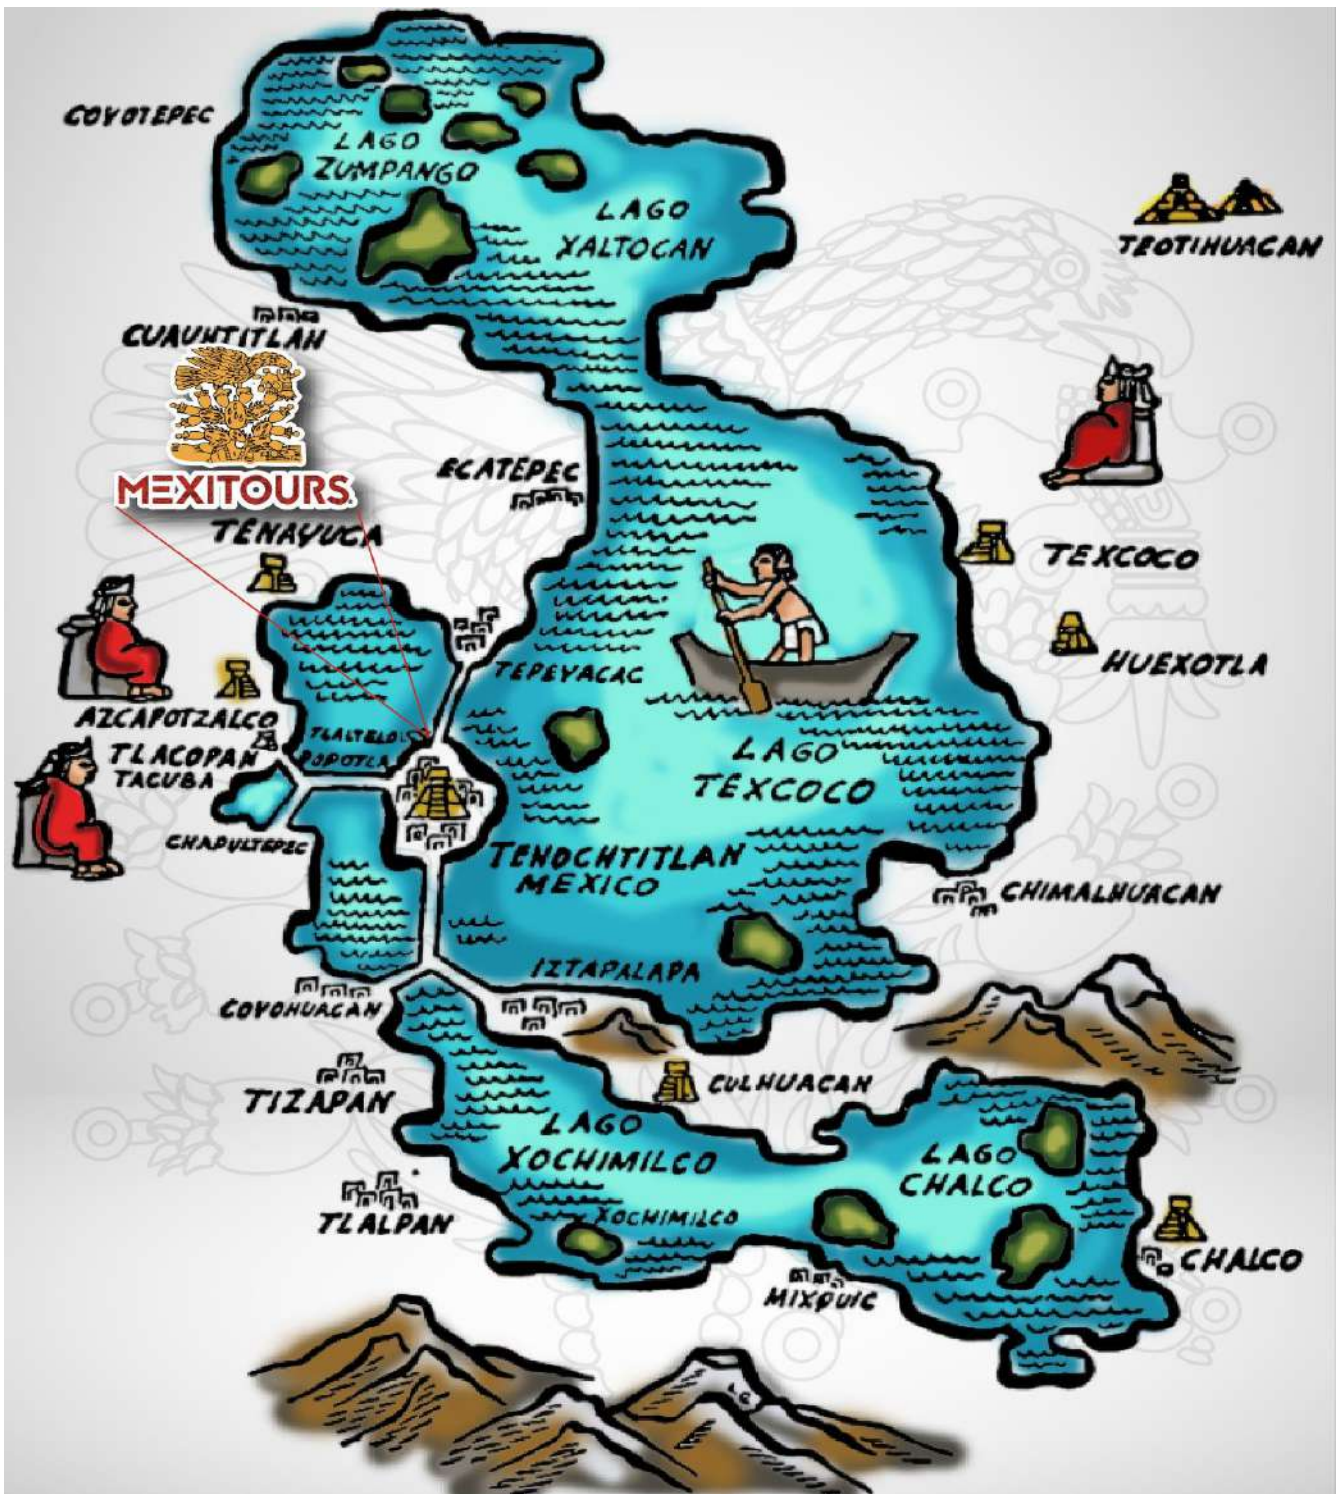 COYOTEPEC
LAGO
ZUMPANGO
LAGO
XALTOCAN
TEOTIHUACAN
CUAUHTITLAN
MEXITOURS
ECATEPEC
TENAYUCA
TEXCOCO
HUEXOTLA
TEPEYACAC
AZCAPOTZALCO
TLACOPAN
TACUBA
POPOTLA
LAGO
TEXCOCO
CHAPULTEPEC
TENOCHTITLAN
MEXICO
CHIMALHUACAN
IZTAPALAPA
COYOHUACAN
TIZAPAN
CULHUACAN
LAGO
XOCHIMILCO
LAGO
CHALCO
XOCHIMILCO
TLALPAN
CHALCO
MIXQUIC